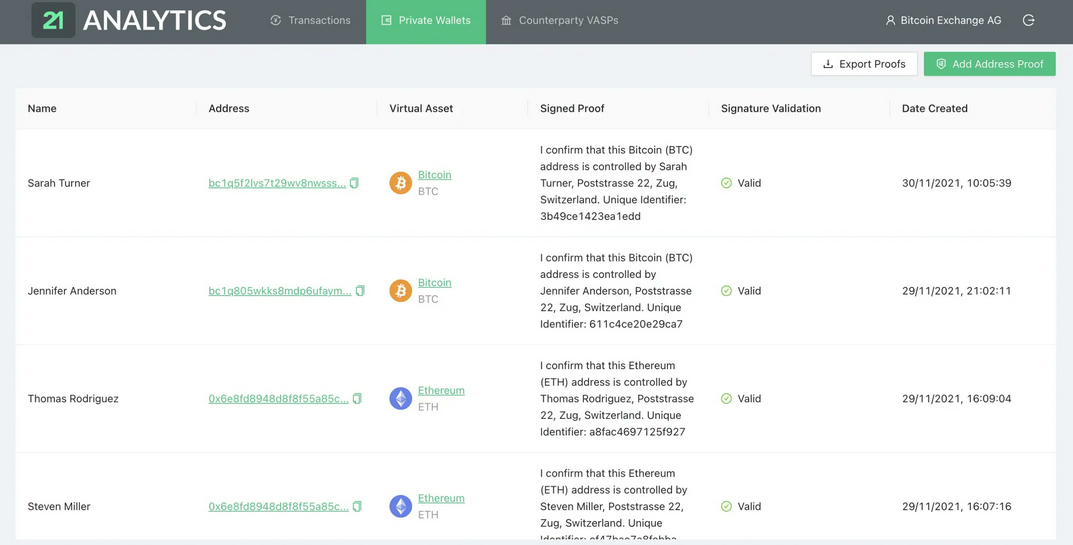 21 ANALYTICS
Transactions
Private Wallets
Counterparty VASPs
Bitcoin Exchange AG
Export Proofs
Add Address Proof
Name
Address
Virtual Asset
Signed Proof
Signature Validation
Date Created
Sarah Turner
bc1q5f2lvs7t29wv8nwsss...
Bitcoin
BTC
I confirm that this Bitcoin (BTC)
address is controlled by Sarah
Turner, Poststrasse 22, Zug,
Switzerland. Unique Identifier:
3b49ce1423ea1edd
Valid
30/11/2021, 10:05:39
Jennifer Anderson
bc1q805wkks8mdp6ufaym...
Bitcoin
BTC
I confirm that this Bitcoin (BTC)
address is controlled by
Jennifer Anderson, Poststrasse
22, Zug, Switzerland. Unique
Identifier: 611c4ce20e29ca7
Valid
29/11/2021, 21:02:11
Thomas Rodriguez
0x6e8fd8948d8f8f55a85c...
Ethereum
ETH
I confirm that this Ethereum
(ETH) address is controlled by
Thomas Rodriguez, Poststrasse
22, Zug, Switzerland. Unique
Identifier: a8fac4697125f927
Valid
29/11/2021, 16:09:04
Steven Miller
0x6e8fd8948d8f8f55a85c...
Ethereum
ETH
I confirm that this Ethereum
(ETH) address is controlled by
Steven Miller, Poststrasse 22,
Zug, Switzerland. Unique
Identifier:
Valid
29/11/2021, 16:07:16